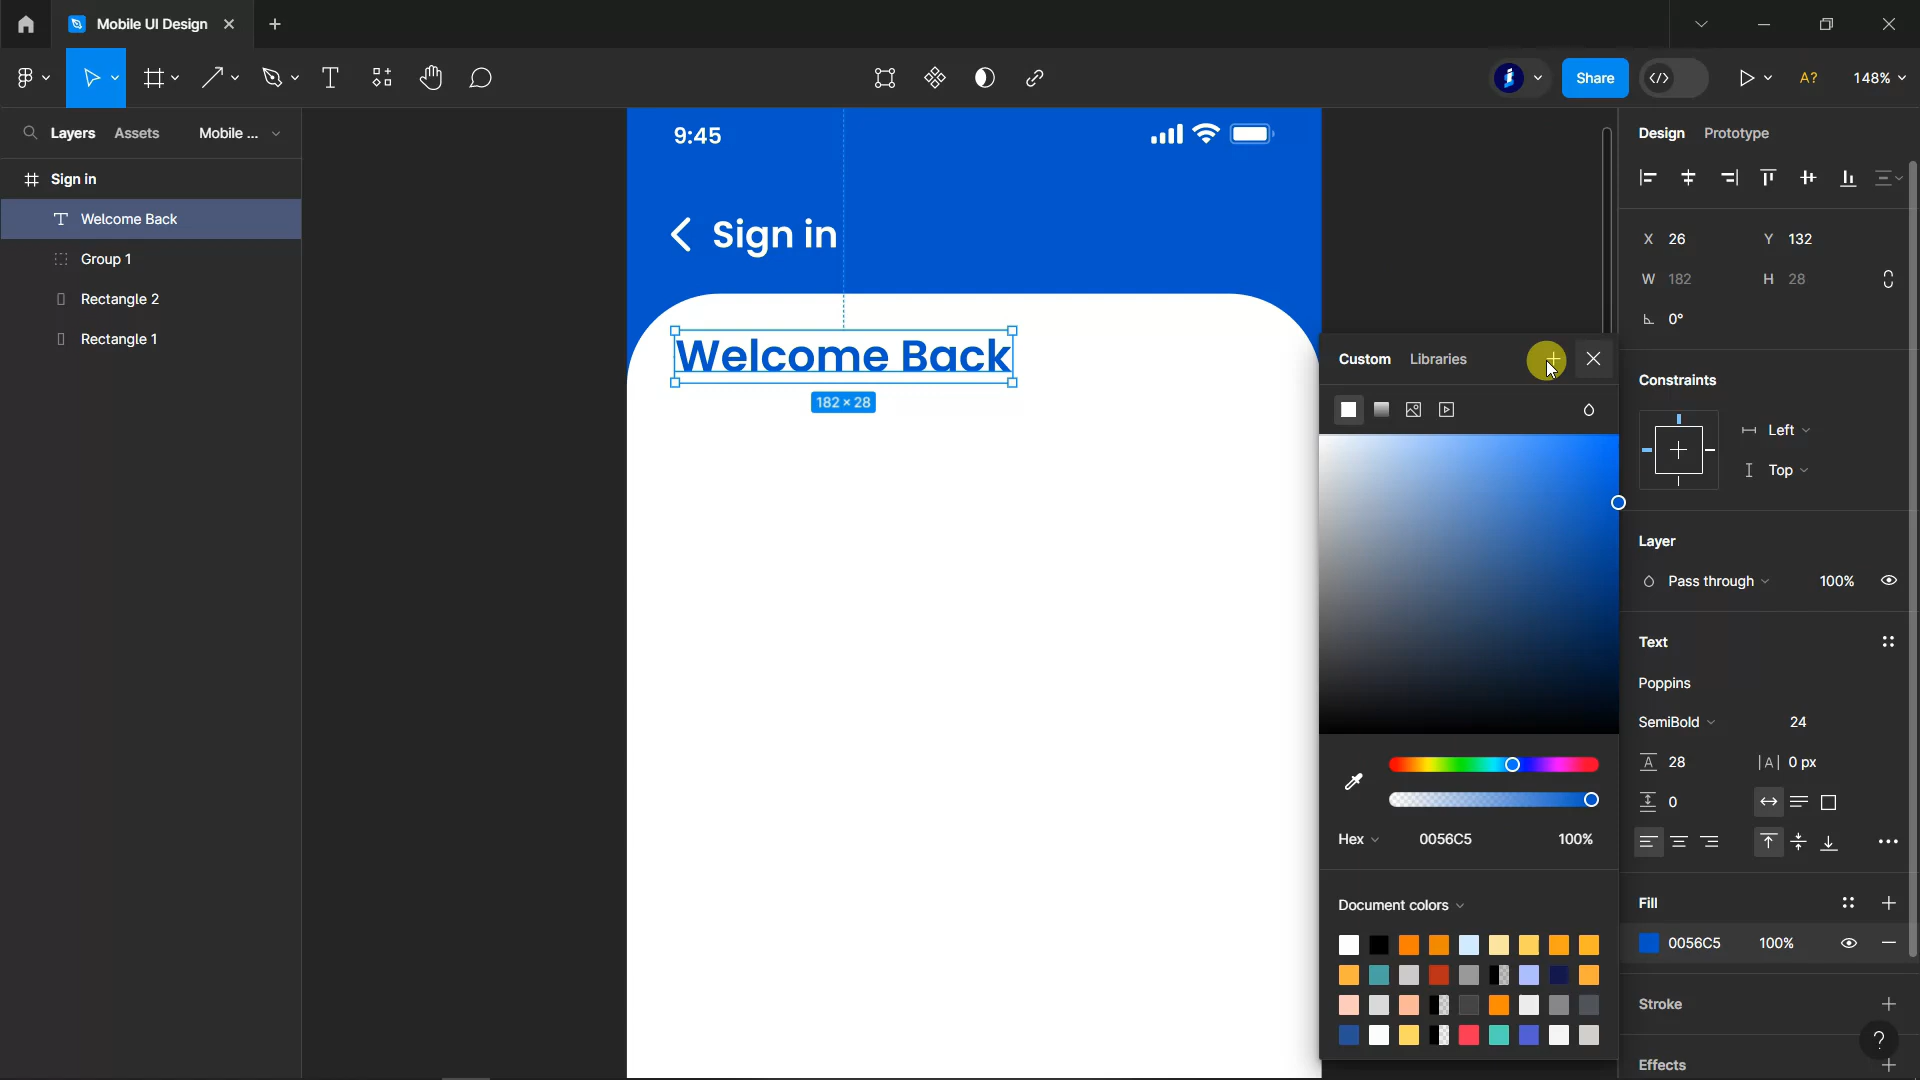 Mobile UI Design
Share
A?
148%
Layers
Assets
Mobile ...
Sign in
Welcome Back
Group 1
Rectangle 2
Rectangle 1
9:45
Sign in
Welcome Back
182 × 28
Custom
Libraries
Hex
0056C5
100%
Document colors
Design
Prototype
X 26
Y 132
W 182
H 28
0°
Constraints
Left
Top
Layer
Pass through
100%
Text
Poppins
SemiBold
24
28
|A| 0 px
0
Fill
0056C5
100%
Stroke
?
Effects